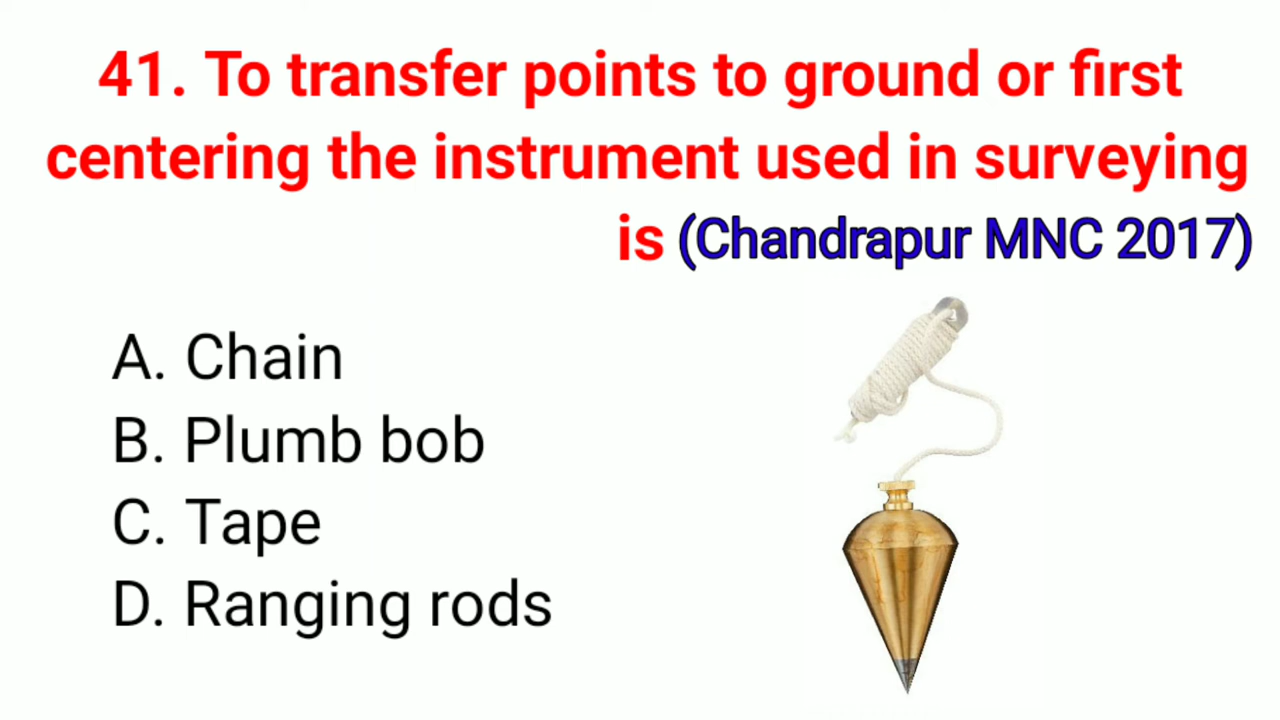 41. To transfer points to ground or first
centering the instrument used in surveying
is (Chandrapur MNC 2017)
A. Chain
B. Plumb bob
C. Tape
D. Ranging rods